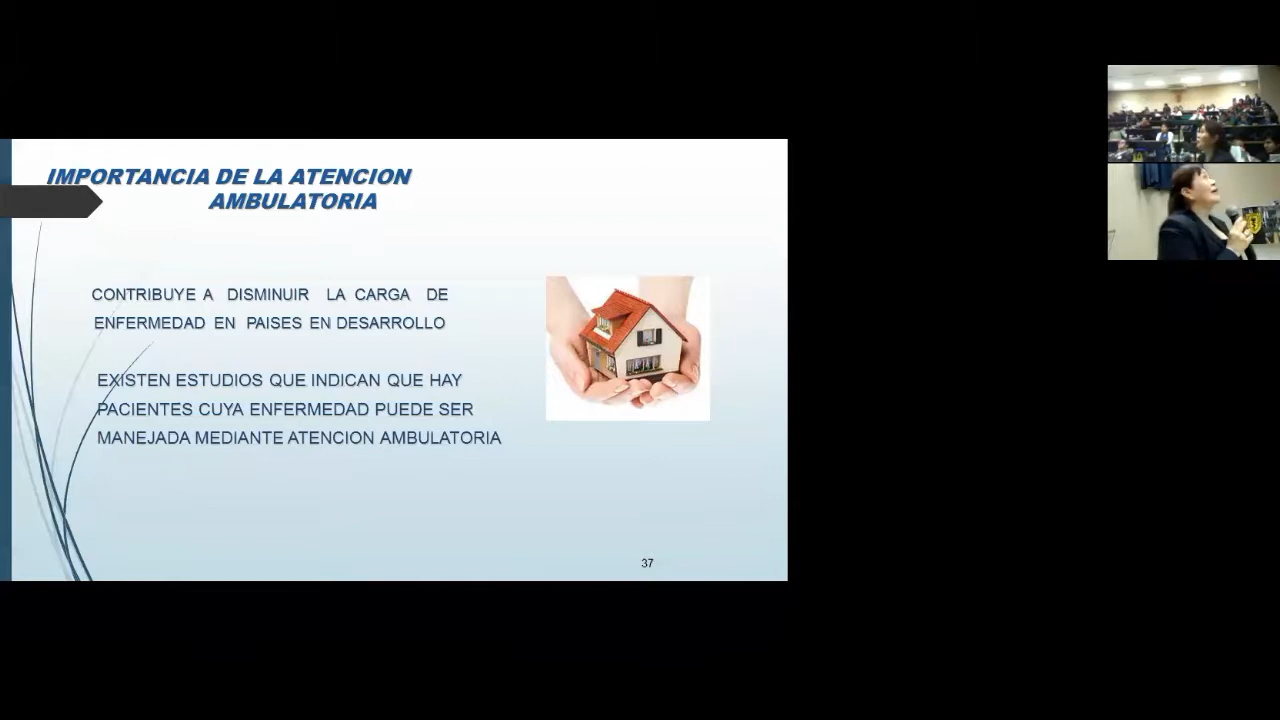 IMPORTANCIA DE LA ATENCION
AMBULATORIA
CONTRIBUYE A DISMINUIR LA CARGA DE
ENFERMEDAD EN PAISES EN DESARROLLO
EXISTEN ESTUDIOS QUE INDICAN QUE HAY
PACIENTES CUYA ENFERMEDAD PUEDE SER
MANEJADA MEDIANTE ATENCION AMBULATORIA
37